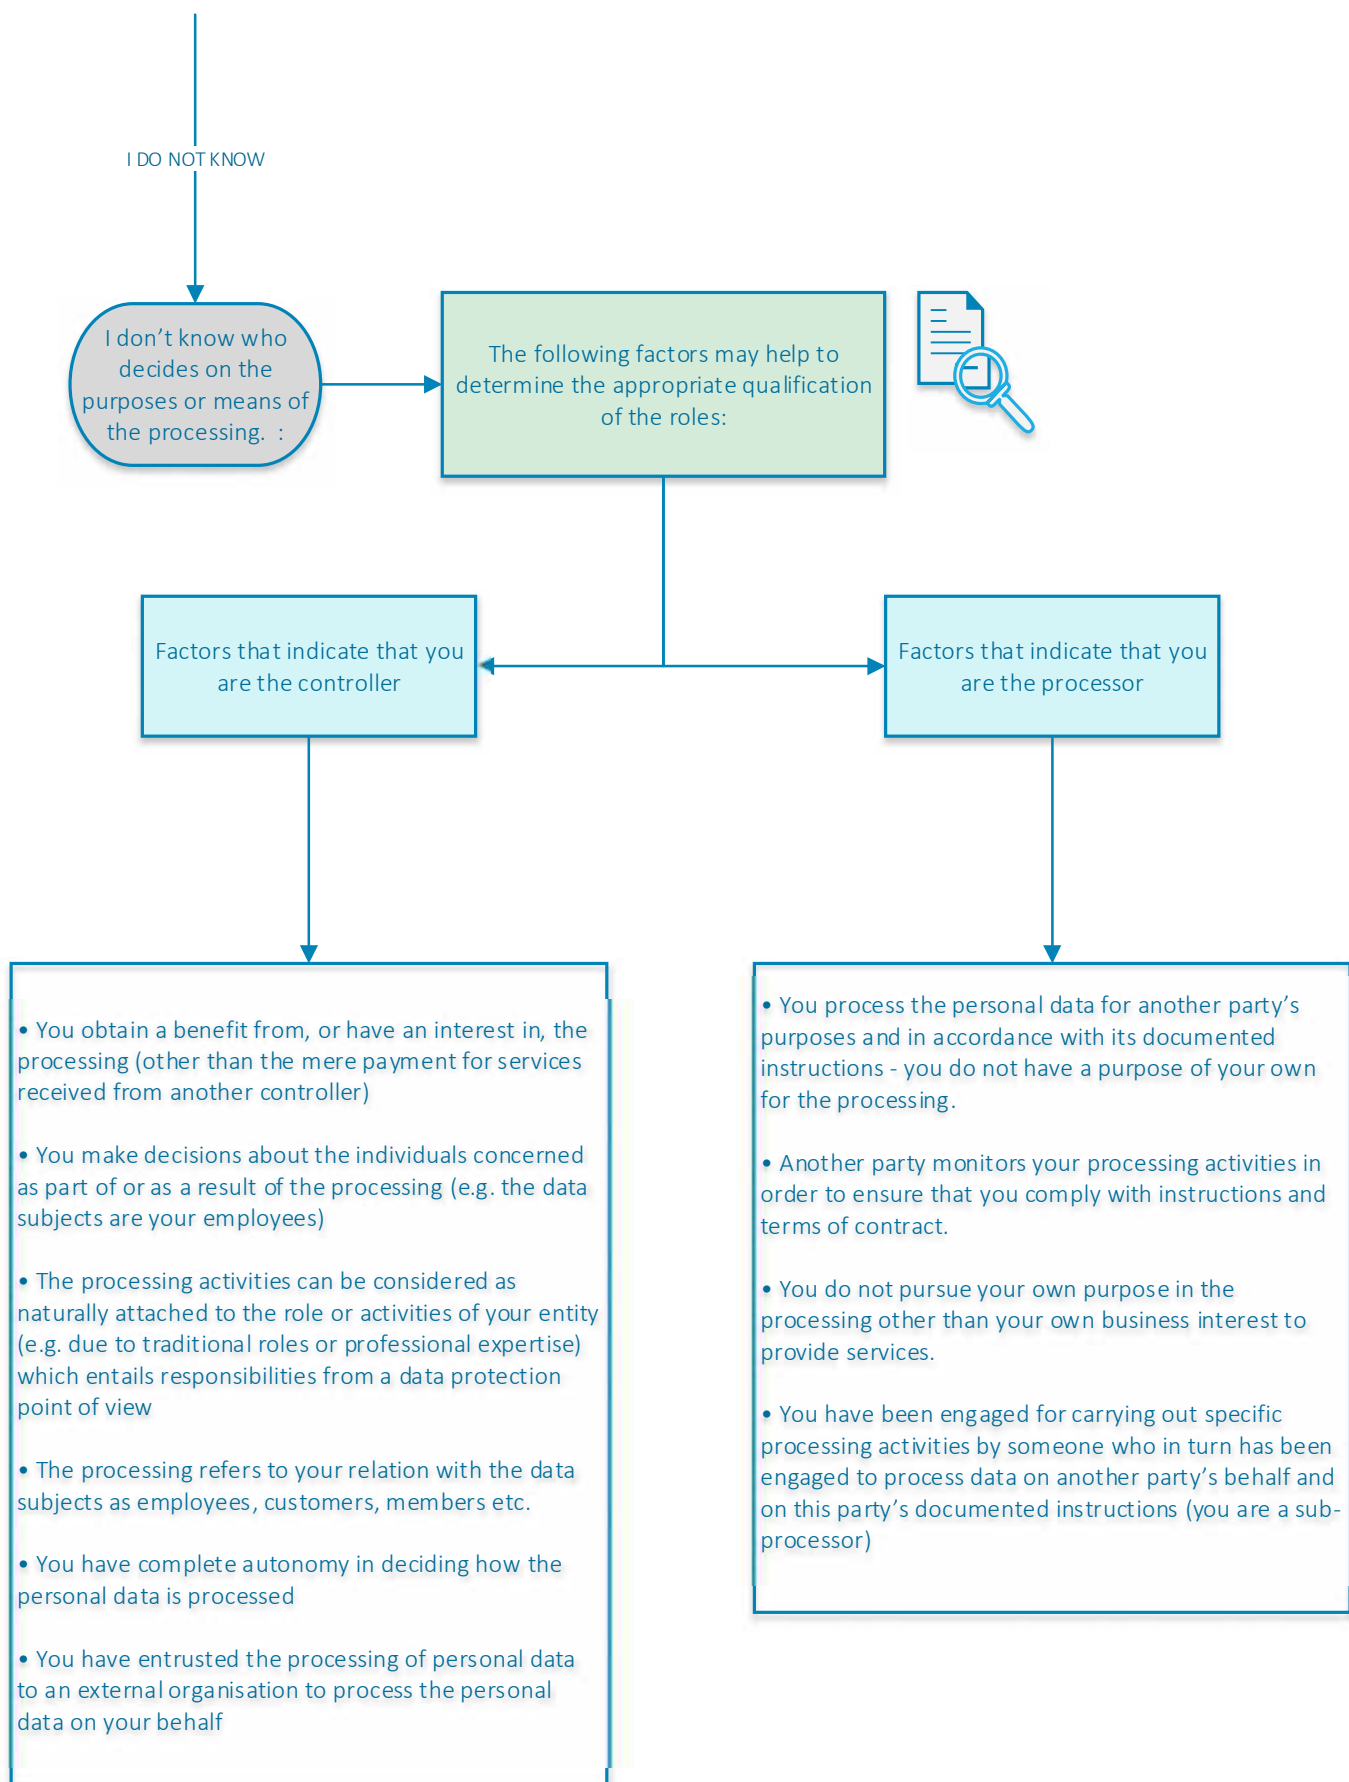 I DO NOT KNOW
I don’t know who
decides on the
purposes or means of
the processing.  :
The following factors may help to
determine the appropriate qualification
of the roles:
Factors that indicate that you
are the controller
Factors that indicate that you
are the processor
• You obtain a benefit from, or have an interest in, the
processing (other than the mere payment for services
received from another controller)
• You make decisions about the individuals concerned
as part of or as a result of the processing (e.g. the data
subjects are your employees)
• The processing activities can be considered as
naturally attached to the role or activities of your entity
(e.g. due to traditional roles or professional expertise)
which entails responsibilities from a data protection
point of view
• The processing refers to your relation with the data
subjects as employees, customers, members etc.
• You have complete autonomy in deciding how the
personal data is processed
• You have entrusted the processing of personal data
to an external organisation to process the personal
data on your behalf
• You process the personal data for another party’s
purposes and in accordance with its documented
instructions - you do not have a purpose of your own
for the processing.
• Another party monitors your processing activities in
order to ensure that you comply with instructions and
terms of contract.
• You do not pursue your own purpose in the
processing other than your own business interest to
provide services.
• You have been engaged for carrying out specific
processing activities by someone who in turn has been
engaged to process data on another party’s behalf and
on this party’s documented instructions (you are a sub-
processor)